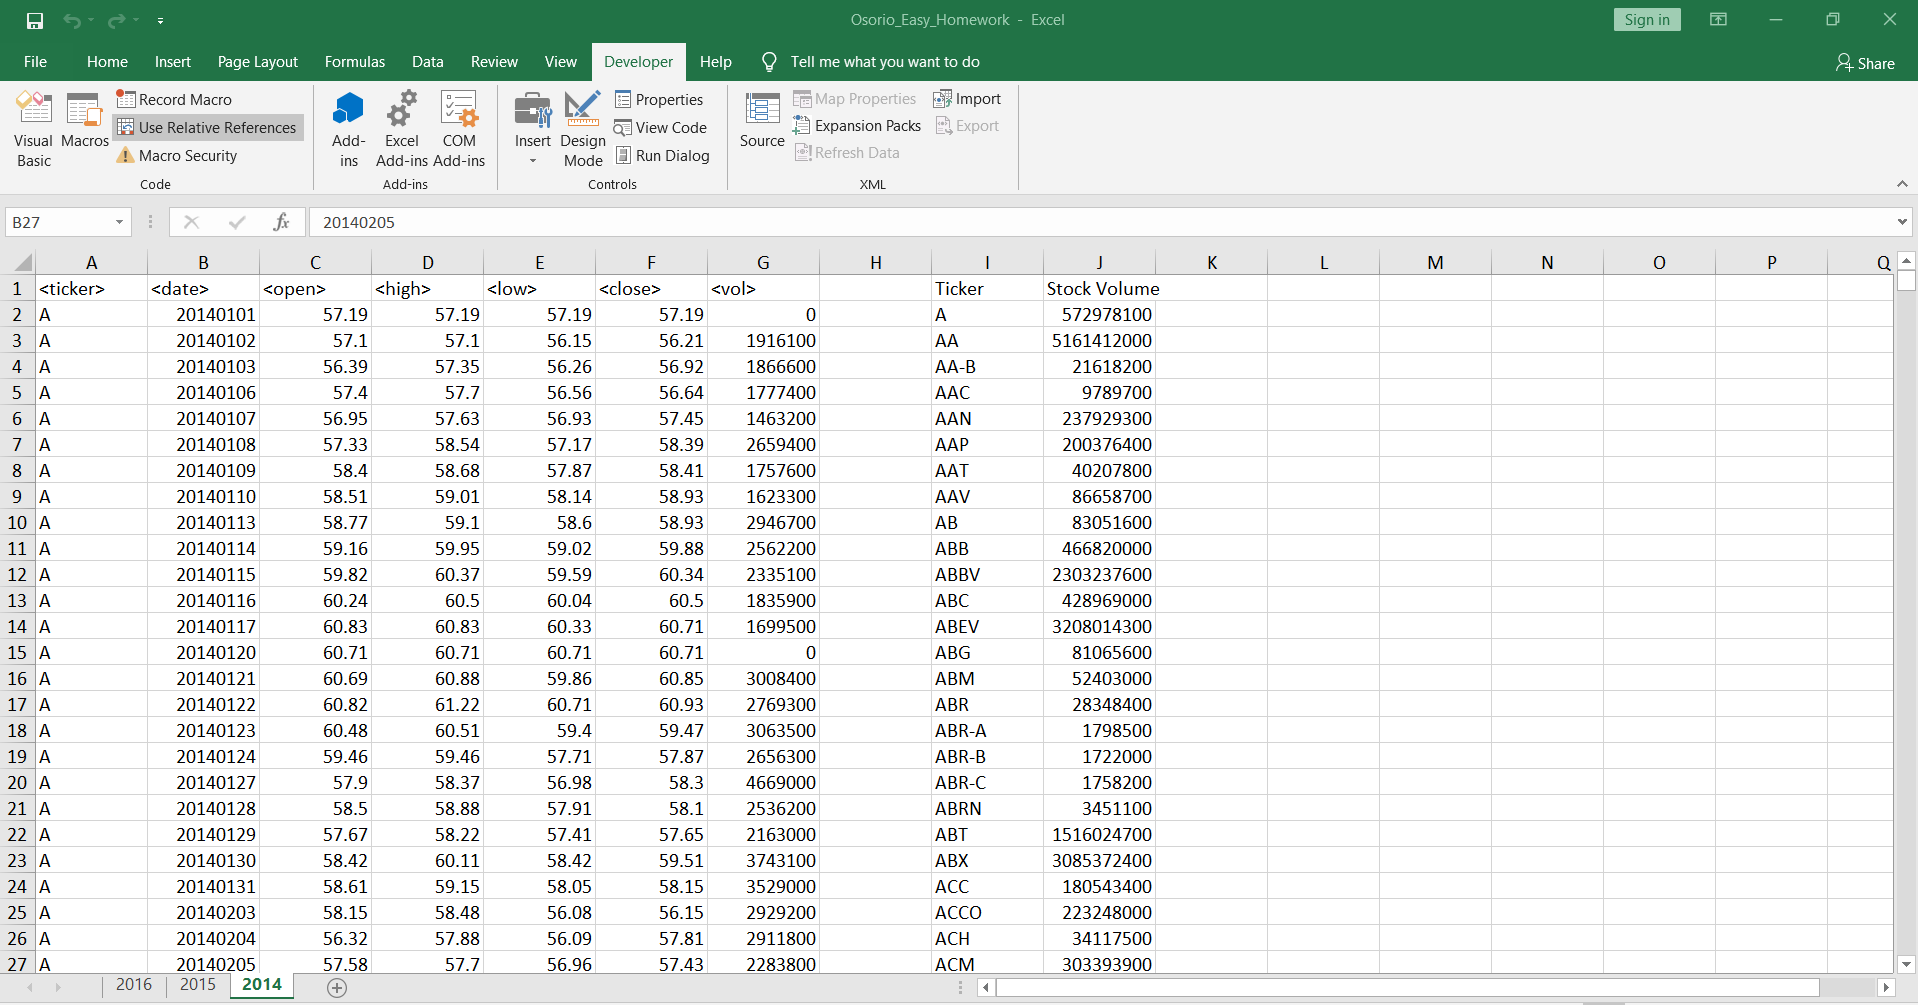 Osorio_Easy_Homework - Excel
Sign in
File Home Insert Page Layout Formulas Data Review View Developer Help Tell me what you want to do Share
Visual Basic
Macros
Record Macro
Use Relative References
Macro Security
Code
Add-ins
Excel Add-ins
COM Add-ins
Add-ins
Insert
Design Mode
Properties
View Code
Run Dialog
Controls
Source
Map Properties
Expansion Packs
Refresh Data
Import
Export
XML
B27 fx 20140205
A B C D E F G H I J K L M N O P Q
1 <ticker> <date> <open> <high> <low> <close> <vol> Ticker Stock Volume
2 A 20140101 57.19 57.19 57.19 57.19 0 A 572978100
3 A 20140102 57.1 57.1 56.15 56.21 1916100 AA 5161412000
4 A 20140103 56.39 57.35 56.26 56.92 1866600 AA-B 21618200
5 A 20140106 57.4 57.7 56.56 56.64 1777400 AAC 9789700
6 A 20140107 56.95 57.63 56.93 57.45 1463200 AAN 237929300
7 A 20140108 57.33 58.54 57.17 58.39 2659400 AAP 200376400
8 A 20140109 58.4 58.68 57.87 58.41 1757600 AAT 40207800
9 A 20140110 58.51 59.01 58.14 58.93 1623300 AAV 86658700
10 A 20140113 58.77 59.1 58.6 58.93 2946700 AB 83051600
11 A 20140114 59.16 59.95 59.02 59.88 2562200 ABB 466820000
12 A 20140115 59.82 60.37 59.59 60.34 2335100 ABBV 2303237600
13 A 20140116 60.24 60.5 60.04 60.5 1835900 ABC 428969000
14 A 20140117 60.83 60.83 60.33 60.71 1699500 ABEV 3208014300
15 A 20140120 60.71 60.71 60.71 60.71 0 ABG 81065600
16 A 20140121 60.69 60.88 59.86 60.85 3008400 ABM 52403000
17 A 20140122 60.82 61.22 60.71 60.93 2769300 ABR 28348400
18 A 20140123 60.48 60.51 59.4 59.47 3063500 ABR-A 1798500
19 A 20140124 59.46 59.46 57.71 57.87 2656300 ABR-B 1722000
20 A 20140127 57.9 58.37 56.98 58.3 4669000 ABR-C 1758200
21 A 20140128 58.5 58.88 57.91 58.1 2536200 ABRN 3451100
22 A 20140129 57.67 58.22 57.41 57.65 2163000 ABT 1516024700
23 A 20140130 58.42 60.11 58.42 59.51 3743100 ABX 3085372400
24 A 20140131 58.61 59.15 58.05 58.15 3529000 ACC 180543400
25 A 20140203 58.15 58.48 56.08 56.15 2929200 ACCO 223248000
26 A 20140204 56.32 57.88 56.09 57.81 2911800 ACH 34117500
27 A 20140205 57.58 57.7 56.96 57.43 2283800 ACM 303393900
2016 2015 2014